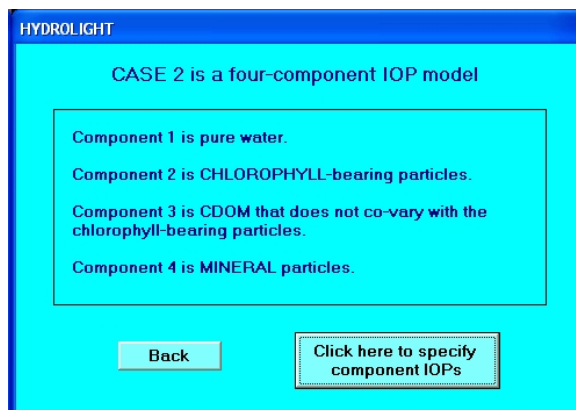 HYDROLIGHT
CASE 2 is a four-component IOP model
Component 1 is pure water.
Component 2 is CHLOROPHYLL-bearing particles.
Component 3 is CDOM that does not co-vary with the
chlorophyll-bearing particles.
Component 4 is MINERAL particles.
Back
Click here to specify
component IOPs